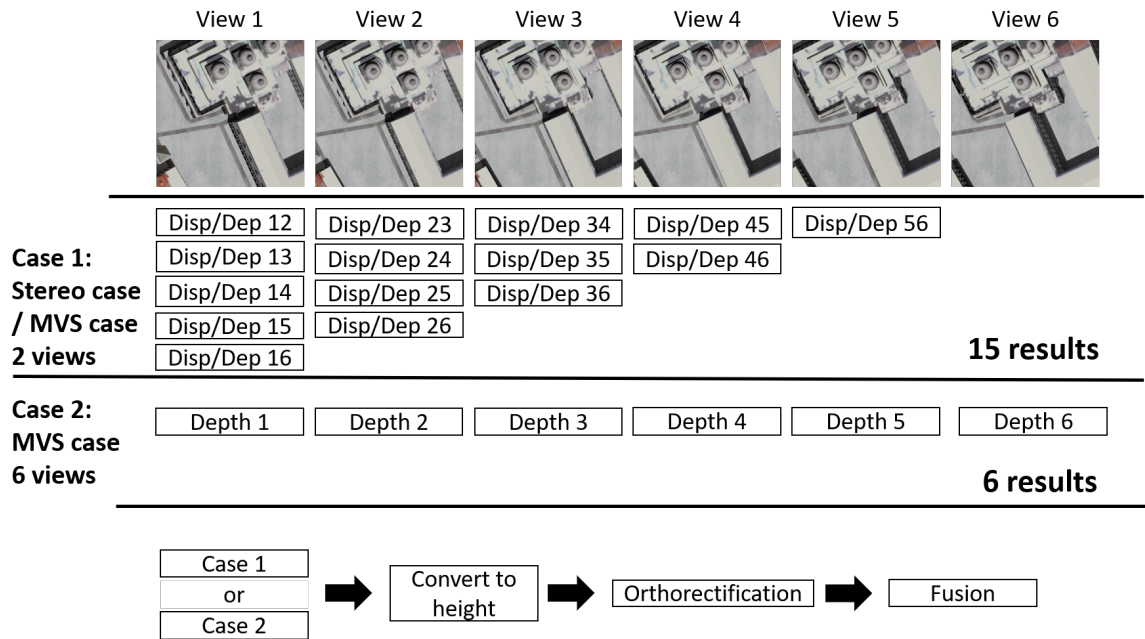 View 1 View 2 View 3 View 4 View 5 View 6
Case 1:
Stereo case
/ MVS case
2 views
Disp/Dep 12 Disp/Dep 23 Disp/Dep 34 Disp/Dep 45 Disp/Dep 56
Disp/Dep 13 Disp/Dep 24 Disp/Dep 35 Disp/Dep 46
Disp/Dep 14 Disp/Dep 25 Disp/Dep 36
Disp/Dep 15 Disp/Dep 26
Disp/Dep 16
15 results
Case 2:
MVS case
6 views
Depth 1 Depth 2 Depth 3 Depth 4 Depth 5 Depth 6
6 results
Case 1
or
Case 2
Convert to
height
Orthorectification
Fusion